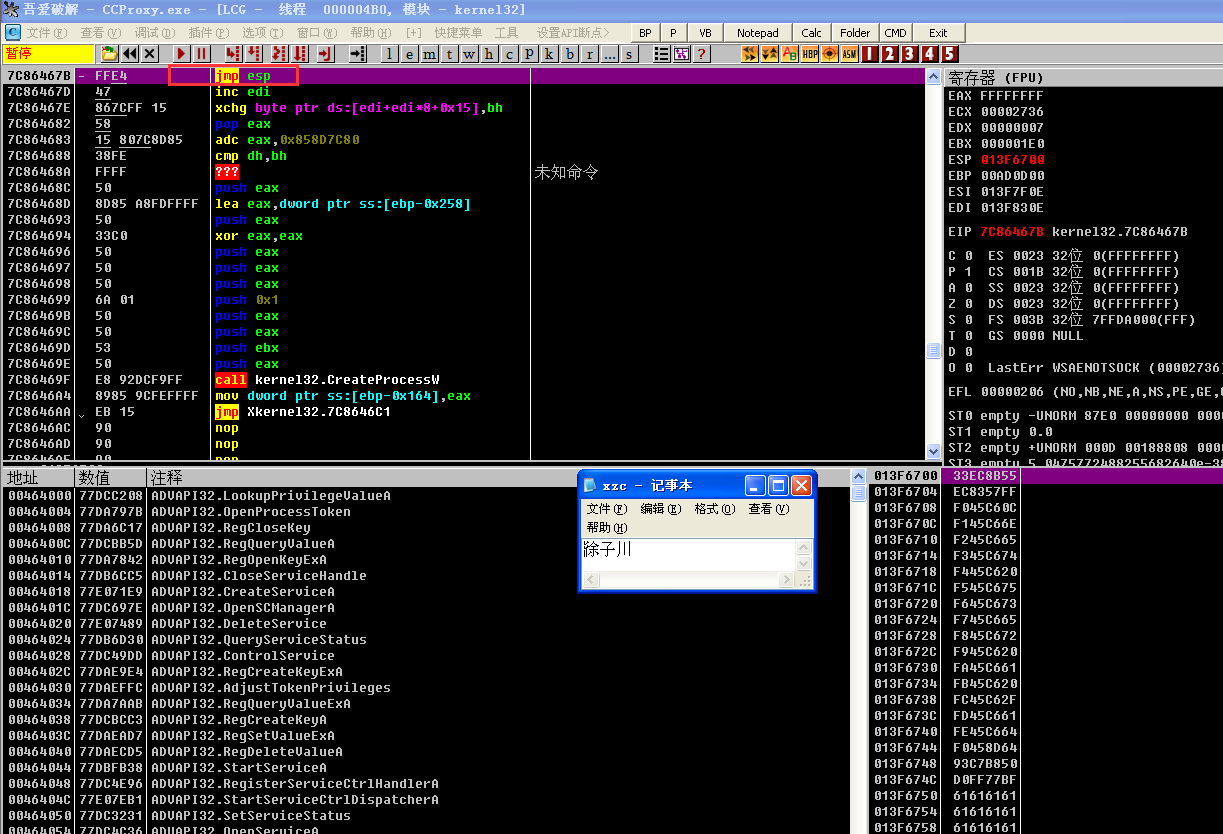 吾爱破解 - CCProxy.exe - [LCG - 线程 000004B0, 模块 - kernel32]
文件(F) 查看(V) 调试(D) 插件(P) 选项(T) 窗口(W) 帮助(H) [+] 快捷菜单 工具 设置API断点> BP P VB Notepad Calc Folder CMD Exit
暂停 l e m t w h c p k b r ... s ? HBP ASM 1 2 3 4 5
7C86467B - FFE4 jmp esp
7C86467D 47 inc edi
7C86467E 867CFF 15 xchg byte ptr ds:[edi+edi*8+0x15],bh
7C864682 58 pop eax
7C864683 15 807C8D85 adc eax,0x858D7C80
7C864688 38FE cmp dh,bh
7C86468A FFFF ??? 未知命令
7C86468C 50 push eax
7C86468D 8D85 A8FDFFFF lea eax,dword ptr ss:[ebp-0x258]
7C864693 50 push eax
7C864694 33C0 xor eax,eax
7C864696 50 push eax
7C864697 50 push eax
7C864698 50 push eax
7C864699 6A 01 push 0x1
7C86469B 50 push eax
7C86469C 50 push eax
7C86469D 53 push ebx
7C86469E 50 push eax
7C86469F E8 92DCF9FF call kernel32.CreateProcessW
7C8646A4 8985 9CFEFFFF mov dword ptr ss:[ebp-0x164],eax
7C8646AA EB 15 jmp Xkernel32.7C8646C1
7C8646AC 90 nop
7C8646AD 90 nop
7C8646AE 90 nop
寄存器 (FPU)
EAX FFFFFFFF
ECX 00002736
EDX 00000007
EBX 000001E0
ESP 013F6700
EBP 00AD0D00
ESI 013F7F0E
EDI 013F830E
EIP 7C86467B kernel32.7C86467B
C 0 ES 0023 32位 0(FFFFFFFF)
P 1 CS 001B 32位 0(FFFFFFFF)
A 0 SS 0023 32位 0(FFFFFFFF)
Z 0 DS 0023 32位 0(FFFFFFFF)
S 0 FS 003B 32位 7FFDA000(FFF)
T 0 GS 0000 NULL
D 0
O 0 LastErr WSAENOTSOCK (00002736
EFL 00000206 (NO,NB,NE,A,NS,PE,GE,
ST0 empty -UNORM 87E0 00000000 000
ST1 empty 0.0
ST2 empty +UNORM 000D 00188808 000
ST3 empty 5.0475772488255682640e-3
地址 数值 注释
00464000 77DCC208 ADVAPI32.LookupPrivilegeValueA
00464004 77DA797B ADVAPI32.OpenProcessToken
00464008 77DA6C17 ADVAPI32.RegCloseKey
0046400C 77DCBB5D ADVAPI32.RegQueryValueA
00464010 77DA7842 ADVAPI32.RegOpenKeyExA
00464014 77DB6CC5 ADVAPI32.CloseServiceHandle
00464018 77E071E9 ADVAPI32.CreateServiceA
0046401C 77DC697E ADVAPI32.OpenSCManagerA
00464020 77E07489 ADVAPI32.DeleteService
00464024 77DB6D30 ADVAPI32.QueryServiceStatus
00464028 77DC49DD ADVAPI32.ControlService
0046402C 77DAE9E4 ADVAPI32.RegCreateKeyExA
00464030 77DAEFFC ADVAPI32.AdjustTokenPrivileges
00464034 77DA7AAB ADVAPI32.RegQueryValueExA
00464038 77DCBCC3 ADVAPI32.RegCreateKeyA
0046403C 77DAEAD7 ADVAPI32.RegSetValueExA
00464040 77DAECD5 ADVAPI32.RegDeleteValueA
00464044 77DBFB38 ADVAPI32.StartServiceA
00464048 77DC4E96 ADVAPI32.RegisterServiceCtrlHandlerA
0046404C 77E07EB1 ADVAPI32.StartServiceCtrlDispatcherA
00464050 77DC3231 ADVAPI32.SetServiceStatus
00464054 77DC4C36 ADVAPI32.OpenServiceA
xzc - 记事本
文件(F) 编辑(E) 格式(O) 查看(V)
帮助(H)
涂子川
013F6700 33EC8B55
013F6704 EC8357FF
013F6708 F045C60C
013F670C F145C66E
013F6710 F245C665
013F6714 F345C674
013F6718 F445C620
013F671C F545C675
013F6720 F645C673
013F6724 F745C665
013F6728 F845C672
013F672C F945C620
013F6730 FA45C661
013F6734 FB45C620
013F6738 FC45C62F
013F673C FD45C661
013F6740 FE45C664
013F6744 F0458D64
013F6748 93C7B850
013F674C D0FF77BF
013F6750 61616161
013F6754 61616161
013F6758 61616161